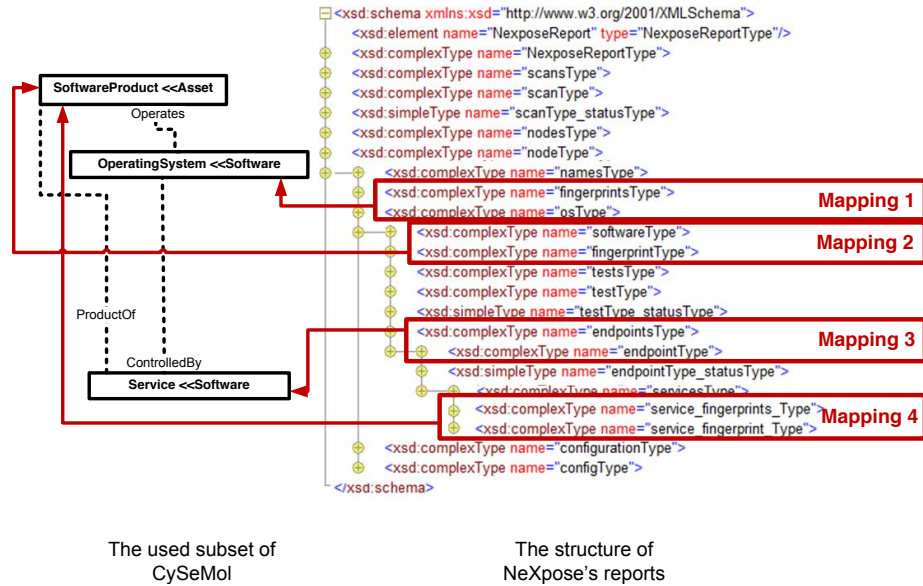 <xsd:schema xmlns:xsd="http://www.w3.org/2001/XMLSchema">
<xsd:element name="NexposeReport" type="NexposeReportType"/>
<xsd:complexType name="NexposeReportType">
<xsd:complexType name="scansType">
<xsd:complexType name="scanType">
<xsd:simpleType name="scanType_statusType">
<xsd:complexType name="nodesType">
<xsd:complexType name="nodeType">
<xsd:complexType name="namesType">
<xsd:complexType name="fingerprintsType">
<xsd:complexType name="osType">
Mapping 1
<xsd:complexType name="softwareType">
<xsd:complexType name="fingerprintType">
Mapping 2
<xsd:complexType name="testsType">
<xsd:complexType name="testType">
<xsd:simpleType name="testType_statusType">
<xsd:complexType name="endpointsType">
<xsd:complexType name="endpointType">
Mapping 3
<xsd:simpleType name="endpointType_statusType">
<xsd:complexType name="servicesType">
<xsd:complexType name="service_fingerprints_Type">
<xsd:complexType name="service_fingerprint_Type">
Mapping 4
<xsd:complexType name="configurationType">
<xsd:complexType name="configType">
</xsd:schema>
SoftwareProduct <<Asset
Operates
OperatingSystem <<Software
ProductOf
ControlledBy
Service <<Software
The used subset of
CySeMol
The structure of
NeXpose's reports